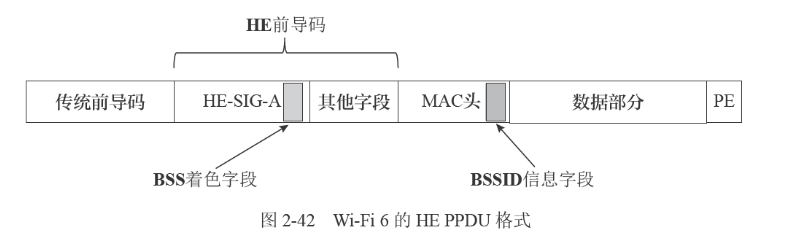 HE前导码
传统前导码 HE-SIG-A 其他字段 MAC头 数据部分 PE
BSS着色字段 BSSID信息字段
图 2-42 Wi-Fi 6 的 HE PPDU 格式